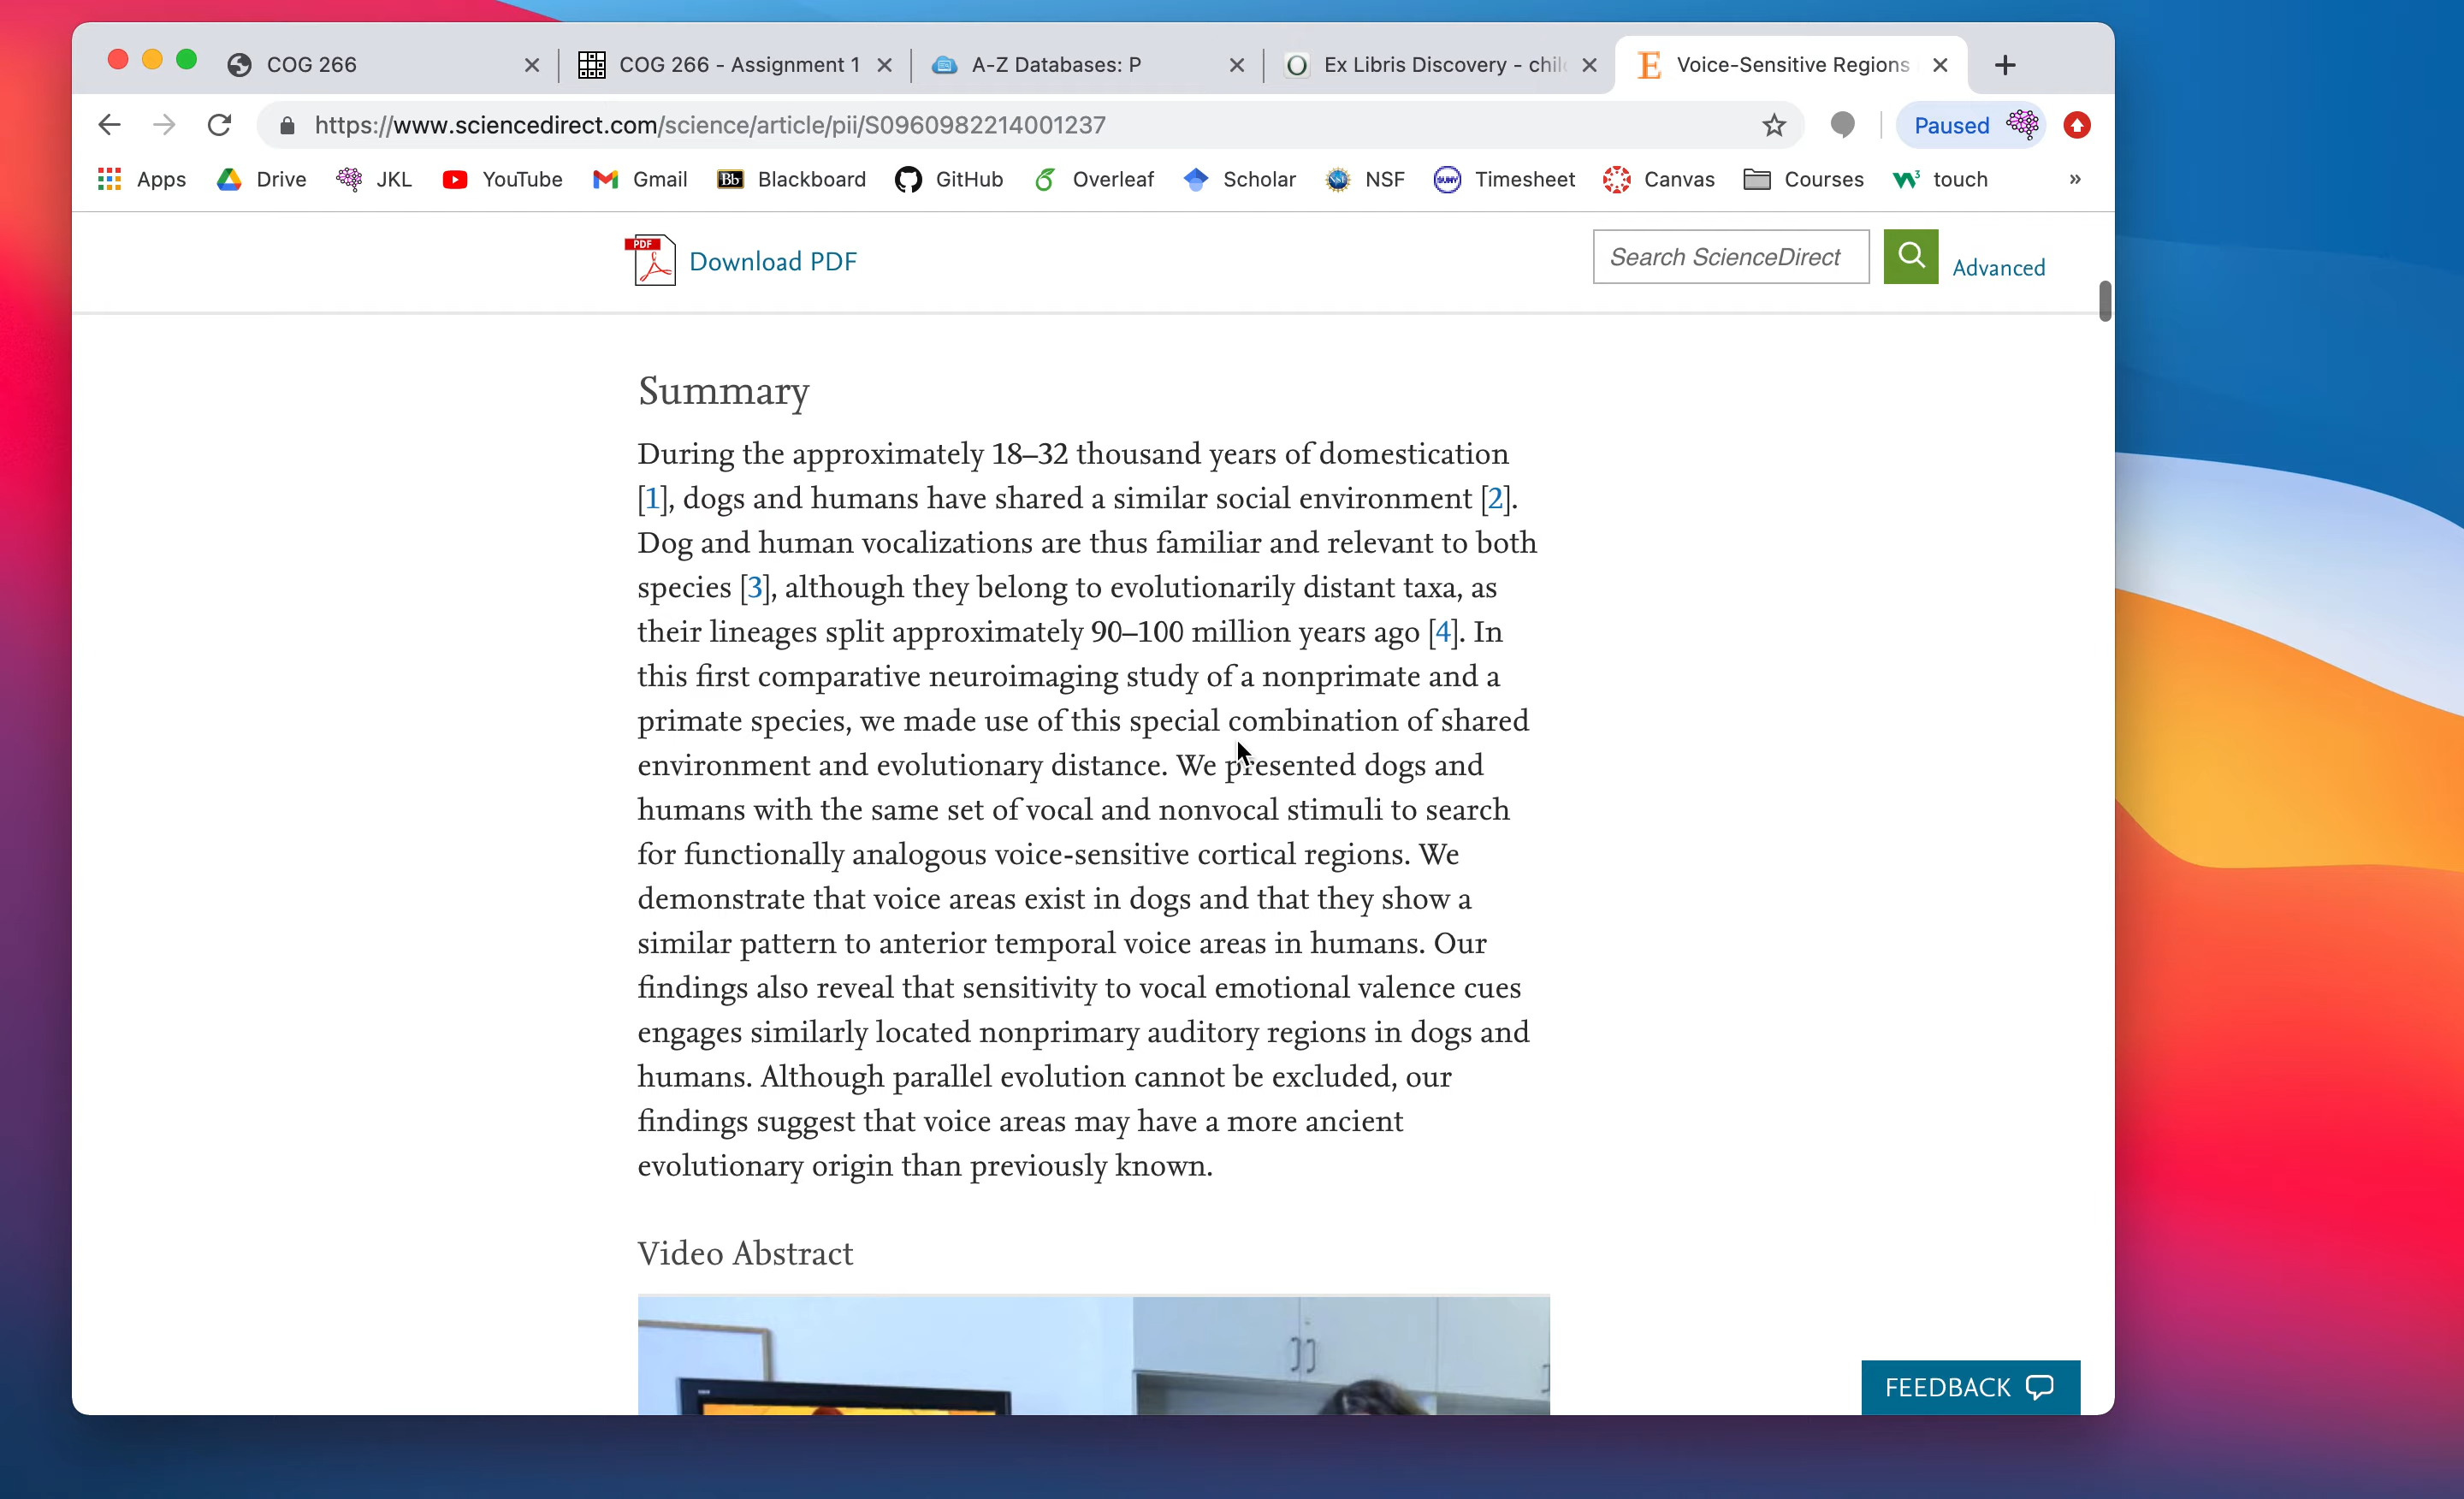 COG 266
COG 266 - Assignment 1
A-Z Databases: P
Ex Libris Discovery - chil
Voice-Sensitive Regions
https://www.sciencedirect.com/science/article/pii/S0960982214001237
Paused
Apps
Drive
JKL
YouTube
Gmail
Bb
Blackboard
GitHub
Overleaf
Scholar
NSF
Timesheet
Canvas
Courses
touch
»
PDF
Download PDF
Search ScienceDirect
Advanced
Summary
During the approximately 18–32 thousand years of domestication
[1], dogs and humans have shared a similar social environment [2].
Dog and human vocalizations are thus familiar and relevant to both
species [3], although they belong to evolutionarily distant taxa, as
their lineages split approximately 90–100 million years ago [4]. In
this first comparative neuroimaging study of a nonprimate and a
primate species, we made use of this special combination of shared
environment and evolutionary distance. We presented dogs and
humans with the same set of vocal and nonvocal stimuli to search
for functionally analogous voice-sensitive cortical regions. We
demonstrate that voice areas exist in dogs and that they show a
similar pattern to anterior temporal voice areas in humans. Our
findings also reveal that sensitivity to vocal emotional valence cues
engages similarly located nonprimary auditory regions in dogs and
humans. Although parallel evolution cannot be excluded, our
findings suggest that voice areas may have a more ancient
evolutionary origin than previously known.
Video Abstract
FEEDBACK